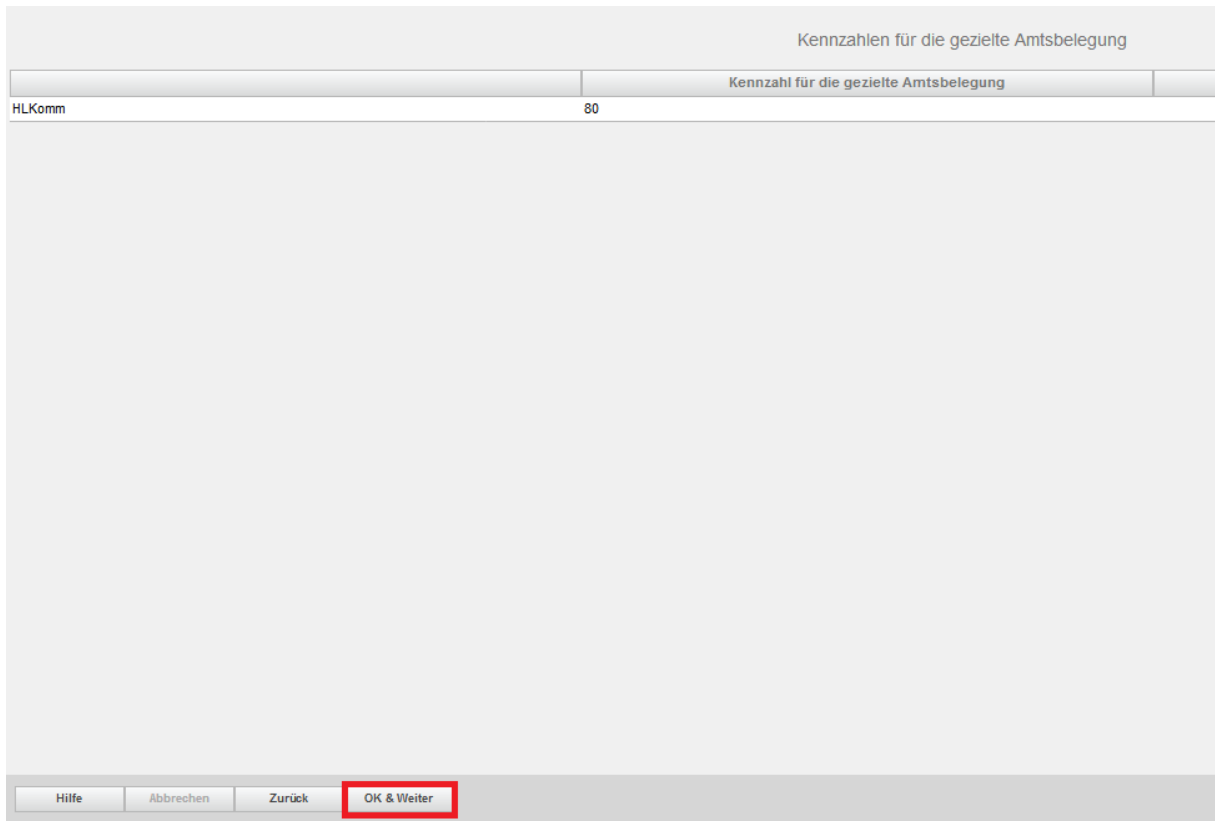 Kennzahlen für die gezielte Amtsbelegung
Kennzahl für die gezielte Amtsbelegung
HLKomm 80
Hilfe Abbrechen Zurück OK & Weiter